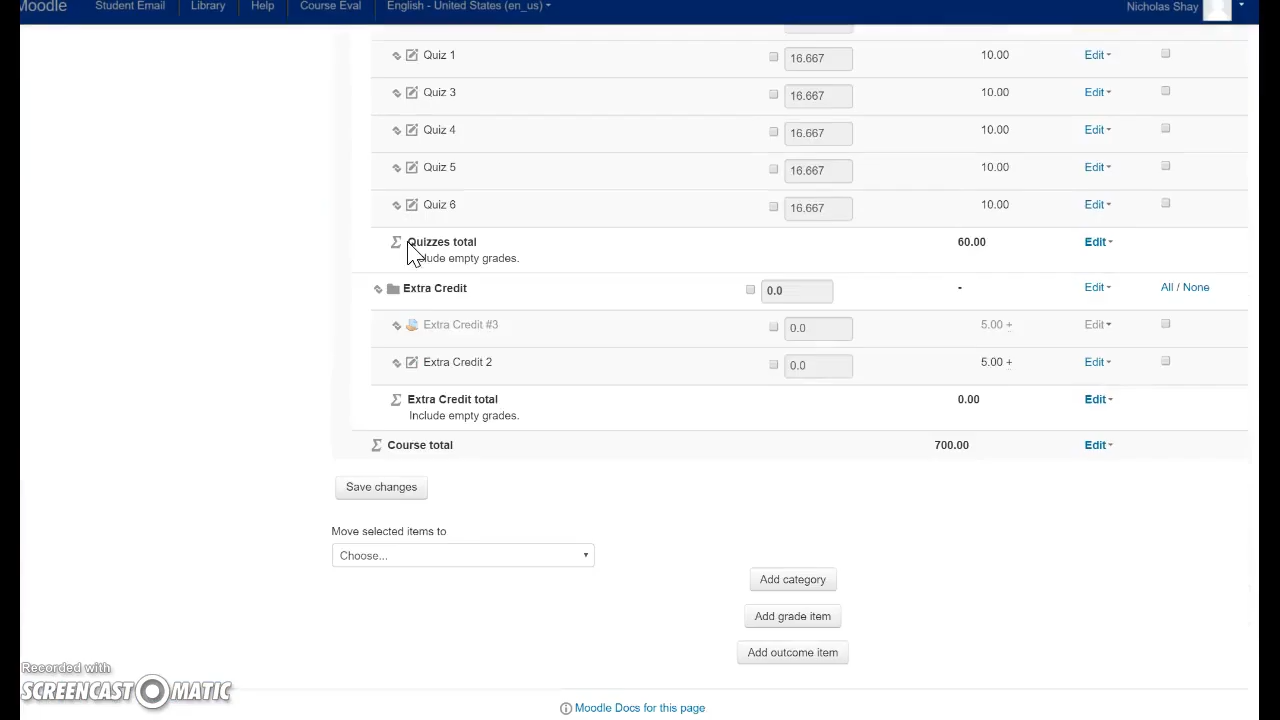 Moodle Student Email Library Help Course Eval English - United States (en_us) Nicholas Shay
Quiz 1 16.667 10.00 Edit
Quiz 3 16.667 10.00 Edit
Quiz 4 16.667 10.00 Edit
Quiz 5 16.667 10.00 Edit
Quiz 6 16.667 10.00 Edit
Σ Quizzes total 60.00 Edit
empty grades.
Extra Credit 0.0 - Edit All / None
Extra Credit #3 0.0 5.00 + Edit
Extra Credit 2 0.0 5.00 + Edit
Σ Extra Credit total 0.00 Edit
Include empty grades.
Σ Course total 700.00 Edit
Save changes
Move selected items to
Choose...
Add category
Add grade item
Add outcome item
Recorded with
SCREENCAST O MATIC
Moodle Docs for this page